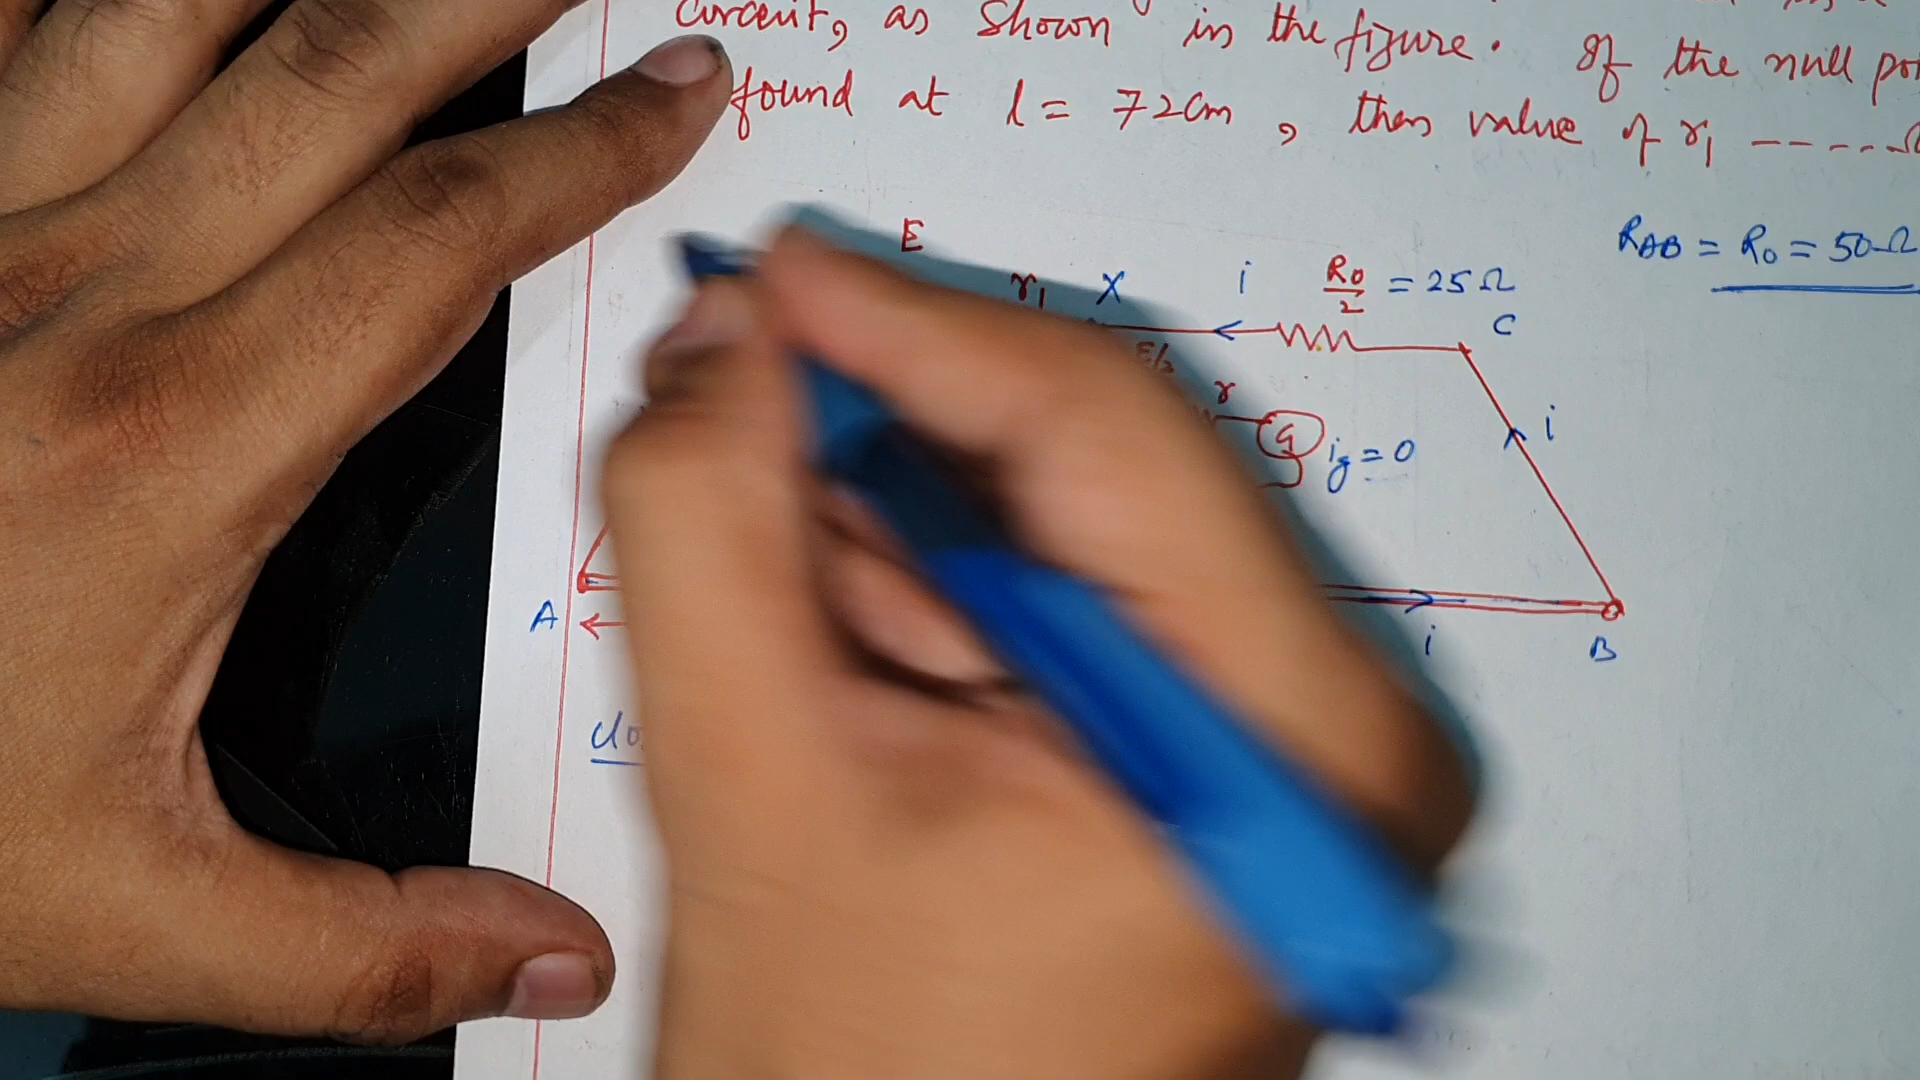 Circuit, as shown in the figure. If the null
found at l = 72cm, then value of r1 -----
RAB = R0 = 50Ω
E
r1 X i R0/2 = 25Ω
C
E/2
r
G ig = 0
i
A
i
B